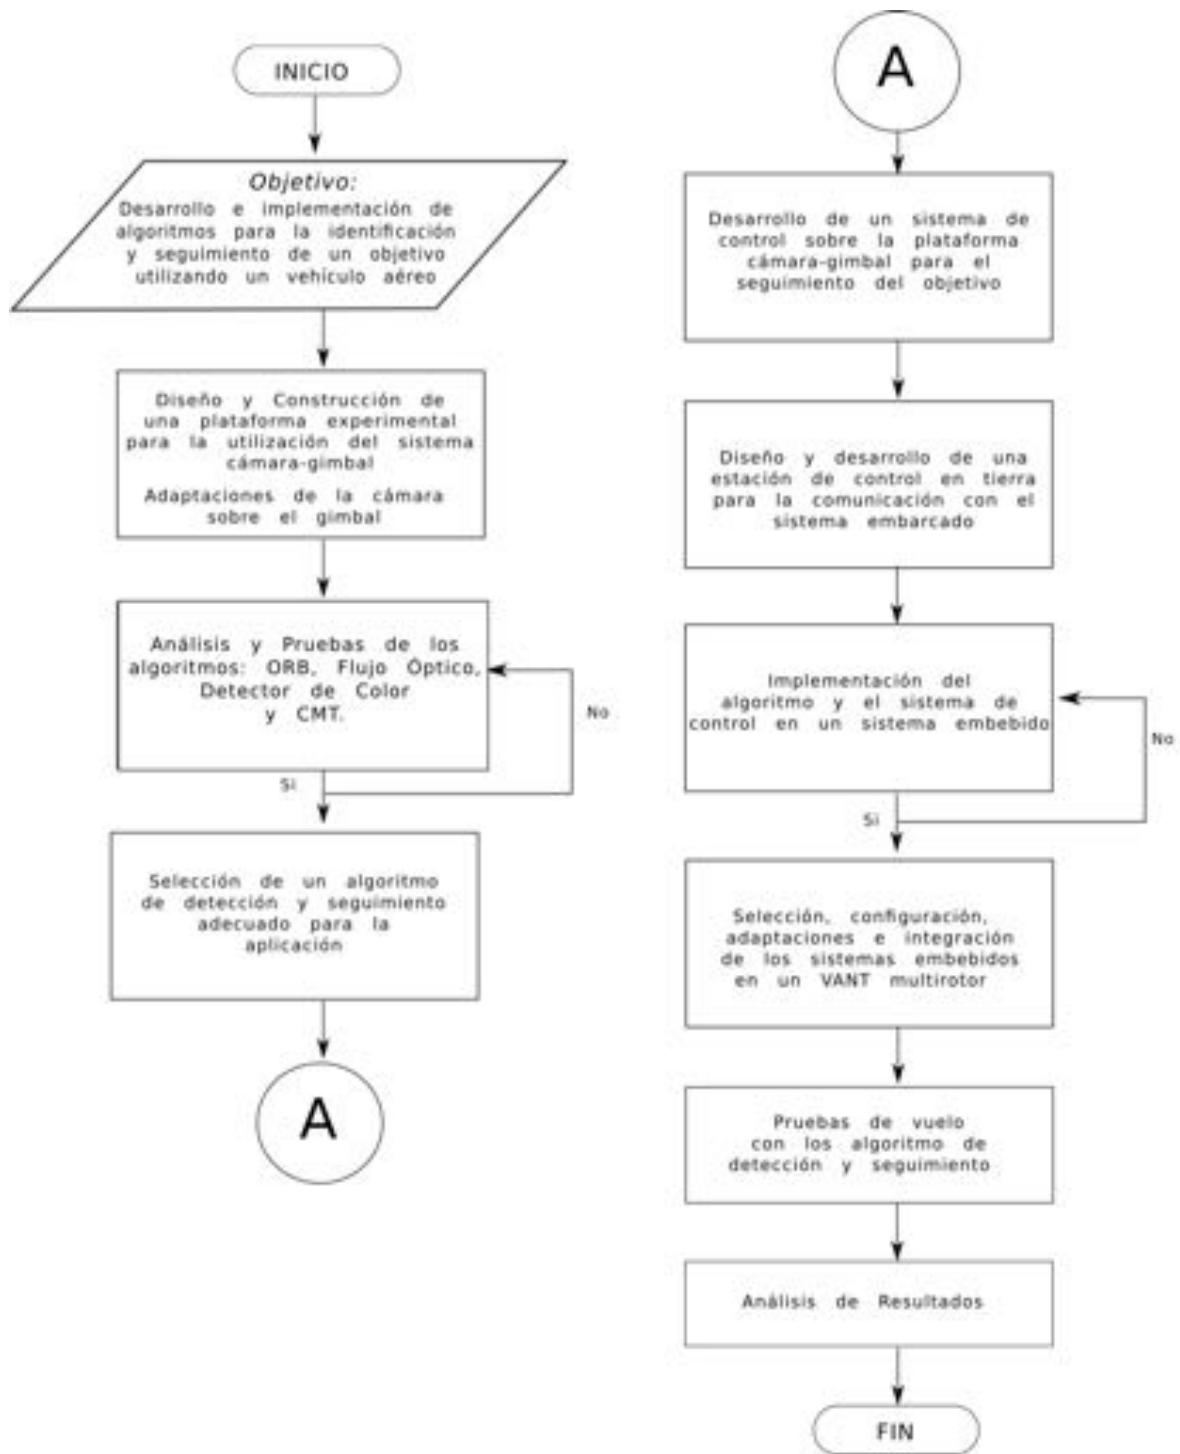 INICIO
Objetivo:
Desarrollo e implementación de
algoritmos para la identificación
y seguimiento de un objetivo
utilizando un vehículo aéreo
Diseño y Construcción de
una plataforma experimental
para la utilización del sistema
cámara-gimbal
Adaptaciones de la cámara
sobre el gimbal
Análisis y Pruebas de los
algoritmos: ORB, Flujo Óptico,
Detector de Color
y CMT.
No
Si
Selección de un algoritmo
de detección y seguimiento
adecuado para la
aplicación
A
A
Desarrollo de un sistema de
control sobre la plataforma
cámara-gimbal para el
seguimiento del objetivo
Diseño y desarrollo de una
estación de control en tierra
para la comunicación con el
sistema embarcado
Implementación del
algoritmo y el sistema de
control en un sistema embebido
No
Si
Selección, configuración,
adaptaciones e integración
de los sistemas embebidos
en un VANT multirotor
Pruebas de vuelo
con los algoritmo de
detección y seguimiento
Análisis de Resultados
FIN